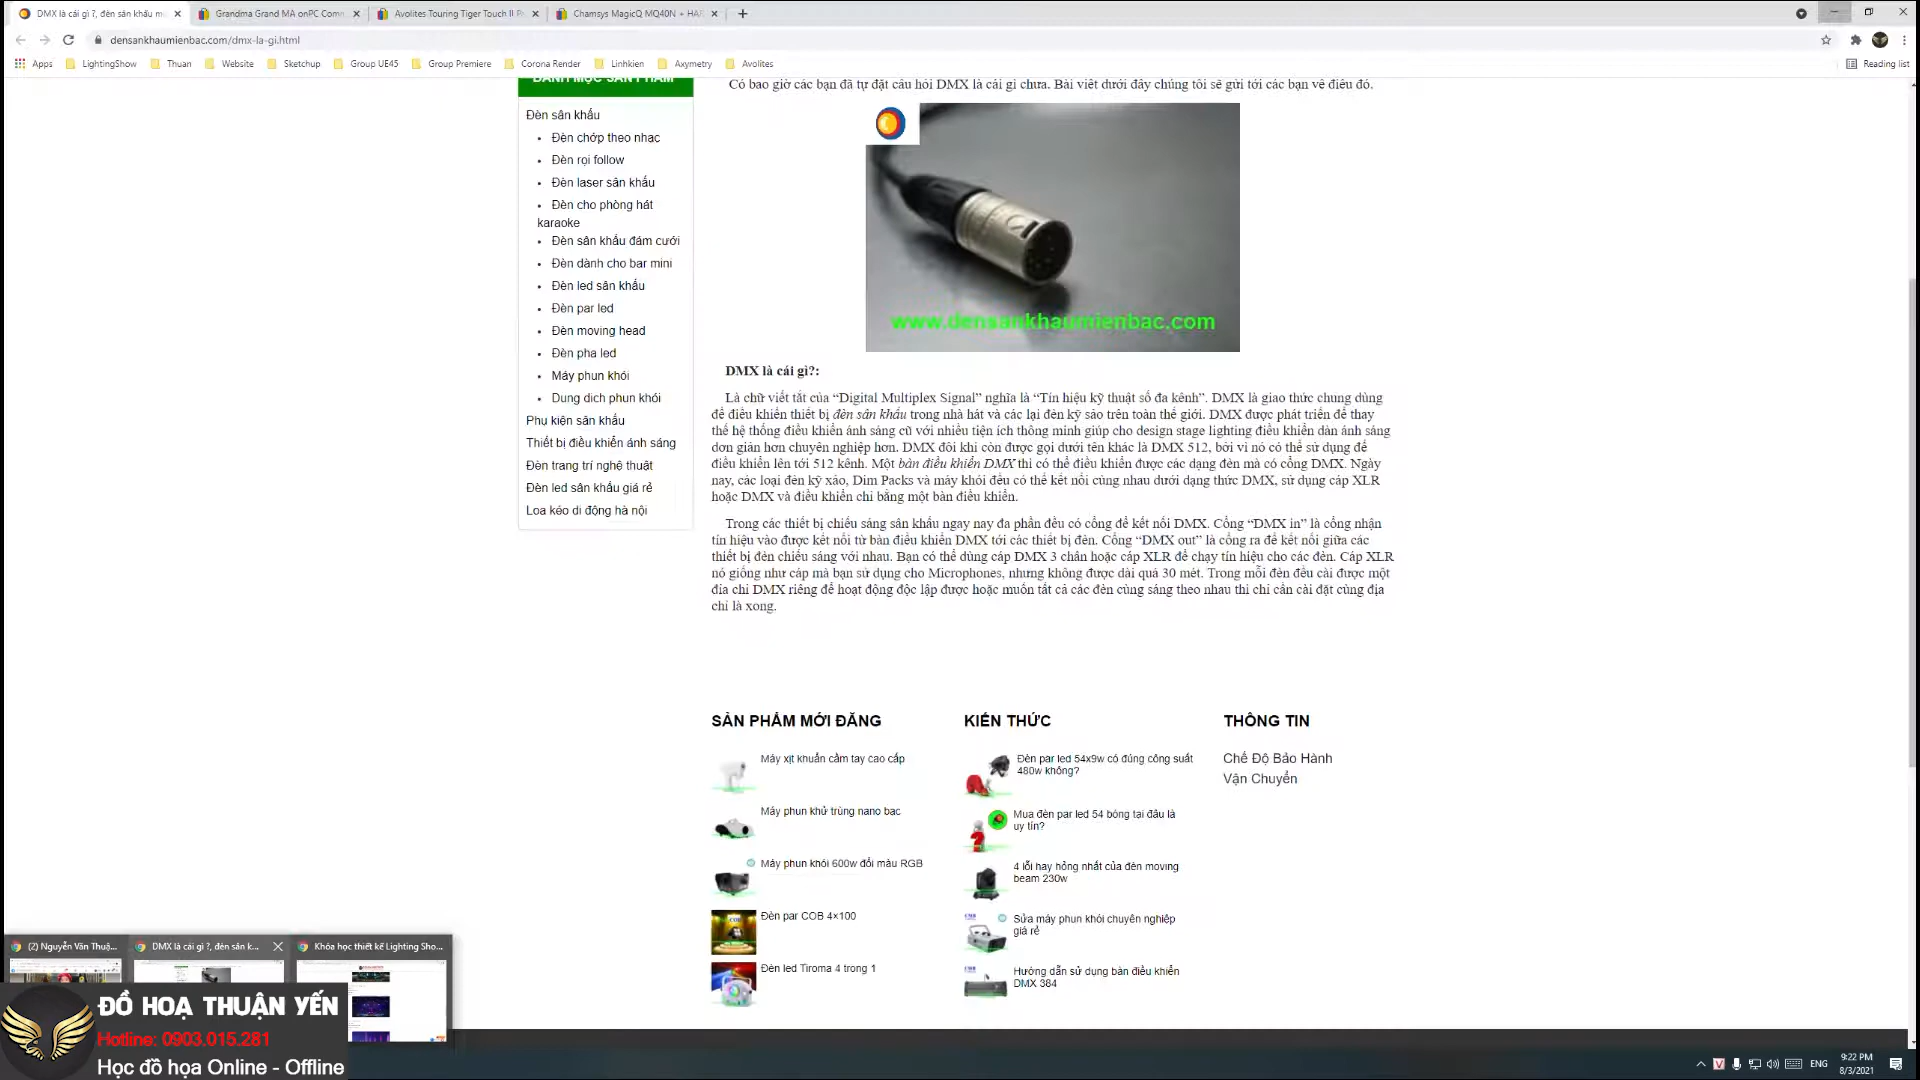 DMX là cái gì ?, đèn sân khấu mi
Grandma Grand MA onPC Comm
Avolites Touring Tiger Touch II P
Chamsys MagicQ MQ40N + HA
densankhaumienbac.com/dmx-la-gi.html
Apps
LightingShow
Thuan
Website
Sketchup
Group UE45
Group Premiere
Corona Render
Linhkien
Axymetry
Avolites
Reading list
DANH MỤC SẢN PHẨM
Đèn sân khấu
• Đèn chớp theo nhạc
• Đèn rọi follow
• Đèn laser sân khấu
• Đèn cho phòng hát
karaoke
• Đèn sân khấu đám cưới
• Đèn dành cho bar mini
• Đèn led sân khấu
• Đèn par led
• Đèn moving head
• Đèn pha led
• Máy phun khói
• Dung dịch phun khói
Phụ kiện sân khấu
Thiết bị điều khiển ánh sáng
Đèn trang trí nghệ thuật
Đèn led sân khấu giá rẻ
Loa kéo di động hà nội
Có bao giờ các bạn đã tự đặt câu hỏi DMX là cái gì chưa. Bài viết dưới đây chúng tôi sẽ gửi tới các bạn về điều đó.
www.densankhaumienbac.com
DMX là cái gì?:
Là chữ viết tắt của “Digital Multiplex Signal” nghĩa là “Tín hiệu kỹ thuật số đa kênh”. DMX là giao thức chung dùng
để điều khiển thiết bị đèn sân khấu trong nhà hát và các lại đèn kỹ sảo trên toàn thế giới. DMX được phát triển để thay
thế hệ thống điều khiển ánh sáng cũ với nhiều tiện ích thông minh giúp cho design stage lighting điều khiển dàn ánh sáng
đơn giản hơn chuyên nghiệp hơn. DMX đôi khi còn được gọi dưới tên khác là DMX 512, bởi vì nó có thể sử dụng để
điều khiển lên tới 512 kênh. Một bàn điều khiển DMX thì có thể điều khiển được các dạng đèn mà có cổng DMX. Ngày
nay, các loại đèn kỹ xảo, Dim Packs và máy khói đều có thể kết nối cùng nhau dưới dạng thức DMX, sử dụng cáp XLR
hoặc DMX và điều khiển chỉ bằng một bàn điều khiển.
Trong các thiết bị chiếu sáng sân khấu ngay nay đa phần đều có cổng để kết nối DMX. Cổng “DMX in” là cổng nhận
tín hiệu vào được kết nối từ bàn điều khiển DMX tới các thiết bị đèn. Cổng “DMX out” là cổng ra để kết nối giữa các
thiết bị đèn chiếu sáng với nhau. Bạn có thể dùng cáp DMX 3 chân hoặc cáp XLR để chạy tín hiệu cho các đèn. Cáp XLR
nó giống như cáp mà bạn sử dụng cho Microphones, nhưng không được dài quá 30 mét. Trong mỗi đèn đều cài được một
địa chỉ DMX riêng để hoạt động độc lập được hoặc muốn tất cả các đèn cùng sáng theo nhau thì chỉ cần cài đặt cùng địa
chỉ là xong.
SẢN PHẨM MỚI ĐĂNG
Máy xịt khuẩn cầm tay cao cấp
Máy phun khử trùng nano bạc
Máy phun khói 600w đổi màu RGB
Đèn par COB 4×100
Đèn led Tiroma 4 trong 1
KIẾN THỨC
Đèn par led 54x9w có đúng công suất
480w không?
Mua đèn par led 54 bóng tại đâu là
uy tín?
4 lỗi hay hỏng nhất của đèn moving
beam 230w
Sửa máy phun khói chuyên nghiệp
giá rẻ
Hướng dẫn sử dụng bàn điều khiển
DMX 384
THÔNG TIN
Chế Độ Bảo Hành
Vận Chuyển
(2) Nguyễn Văn Thuậ...
DMX là cái gì ?, đèn sân k...
Khóa học thiết kế Lighting Sho...
ĐỒ HOẠ THUẬN YẾN
Hotline: 0903.015.281
Học đồ họa Online - Offline
ENG
9:22 PM
8/3/2021